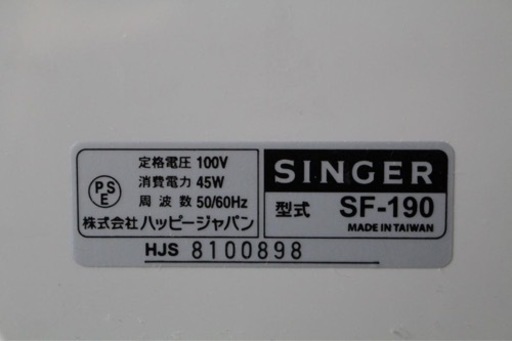 PSE
定格電圧 100V
消費電力 45W
周波数 50/60Hz
株式会社ハッピージャパン
SINGER
型式 SF-190
MADE IN TAIWAN
HJS 8100898